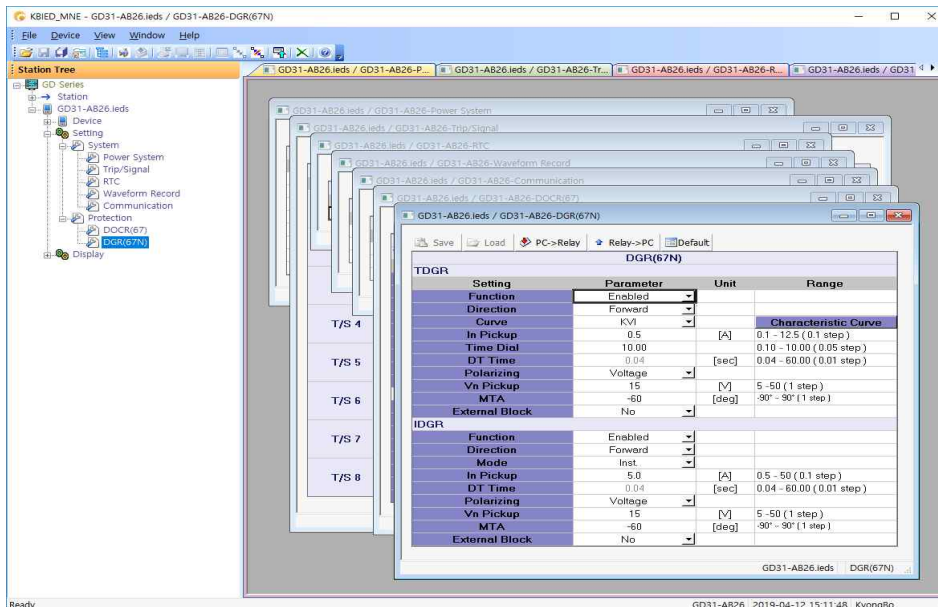 KBIED_MNE - GD31-AB26.ieds / GD31-AB26-DGR(67N)
File Device View Window Help
Station Tree
GD31-AB26.ieds / GD31-AB26-P...
GD31-AB26.ieds / GD31-AB26-Tr...
GD31-AB26.ieds / GD31-AB26-R...
GD31-AB26.ieds / GD31
GD Series
Station
GD31-AB26.ieds
Device
Setting
System
Power System
Trip/Signal
RTC
Waveform Record
Communication
Protection
DOCR(67)
DGR(67N)
Display
GD31-AB26.ieds / GD31-AB26-Power System
GD31-AB26.ieds / GD31-AB26-Trip/Signal
GD31-AB26.ieds / GD31-AB26-RTC
GD31-AB26.ieds / GD31-AB26-Waveform Record
GD31-AB26.ieds / GD31-AB26-Communication
GD31-AB26.ieds / GD31-AB26-DOCR(67)
T/S 4
T/S 5
T/S 6
T/S 7
T/S 8
GD31-AB26.ieds / GD31-AB26-DGR(67N)
Save Load PC->Relay Relay->PC Default
DGR(67N)
TDGR
Setting Parameter Unit Range
Function Enabled
Direction Forward
Curve KVI Characteristic Curve
In Pickup 0.5 [A] 0.1 - 12.5 ( 0.1 step )
Time Dial 10.00 0.10 - 10.00 ( 0.05 step )
DT Time 0.04 [sec] 0.04 - 60.00 ( 0.01 step )
Polarizing Voltage
Vn Pickup 15 [V] 5 -50 ( 1 step )
MTA -60 [deg] -90° ~ 90° ( 1 step )
External Block No
IDGR
Function Enabled
Direction Forward
Mode Inst.
In Pickup 5.0 [A] 0.5 - 50 ( 0.1 step )
DT Time 0.04 [sec] 0.04 - 60.00 ( 0.01 step )
Polarizing Voltage
Vn Pickup 15 [V] 5 -50 ( 1 step )
MTA -60 [deg] -90° ~ 90° ( 1 step )
External Block No
GD31-AB26.ieds DGR(67N)
Ready GD31-AB26 2019-04-12 15:11:48 KyongBo